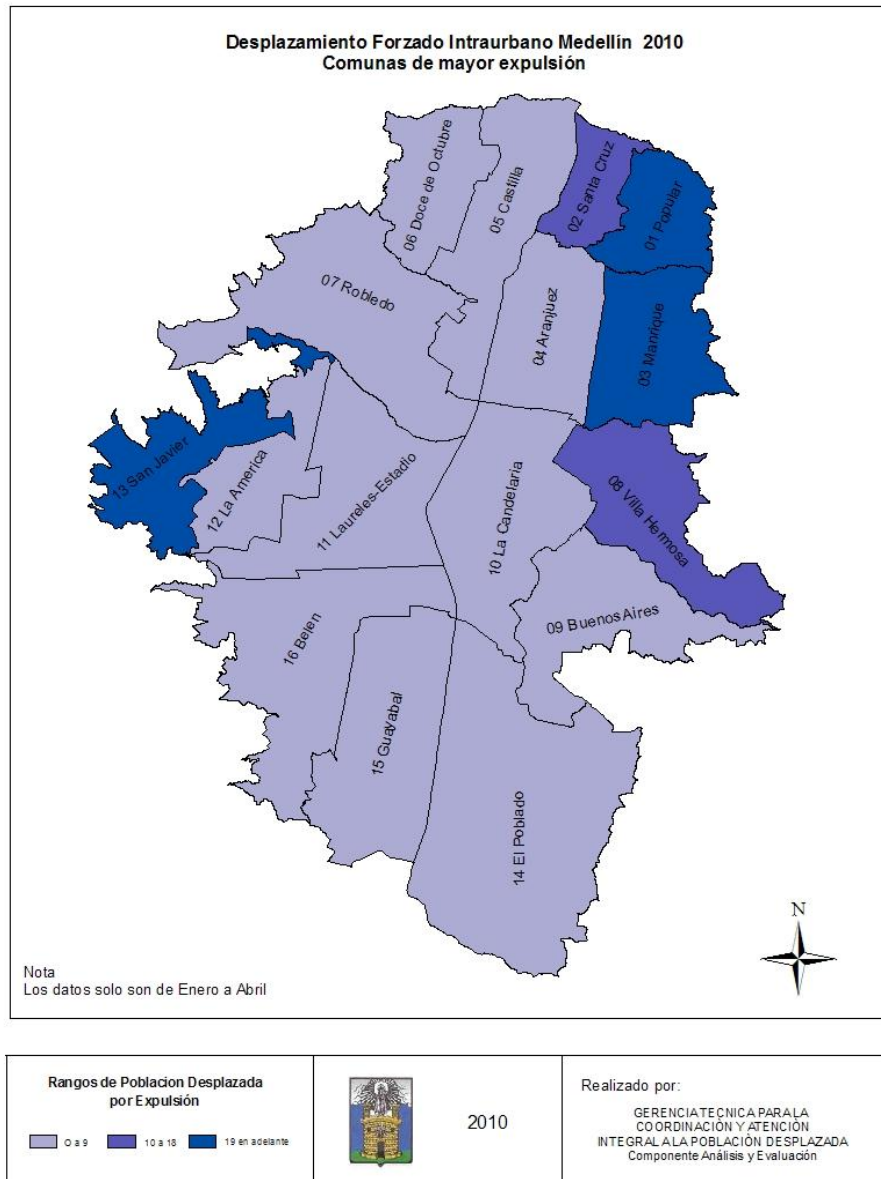 Desplazamiento Forzado Intraurbano Medellín 2010
Comunas de mayor expulsión
06 Doce de Octubre
05 Castilla
02 Santa Cruz
01 Popular
07 Robledo
04 Aranjuez
03 Manrique
13 San Javier
12 La America
11 Laureles-Estadio
10 La Candelaria
08 Villa Hermosa
09 Buenos Aires
16 Belen
15 Guayabal
14 El Poblado
N
Nota
Los datos solo son de Enero a Abril
Rangos de Poblacion Desplazada
por Expulsión
0 a 9
10 a 18
19 en adelante
2010
Realizado por:
GERENCIA TECNICA PARA LA
COORDINACIÓN Y ATENCIÓN
INTEGRAL A LA POBLACIÓN DESPLAZADA
Componente Análisis y Evaluación